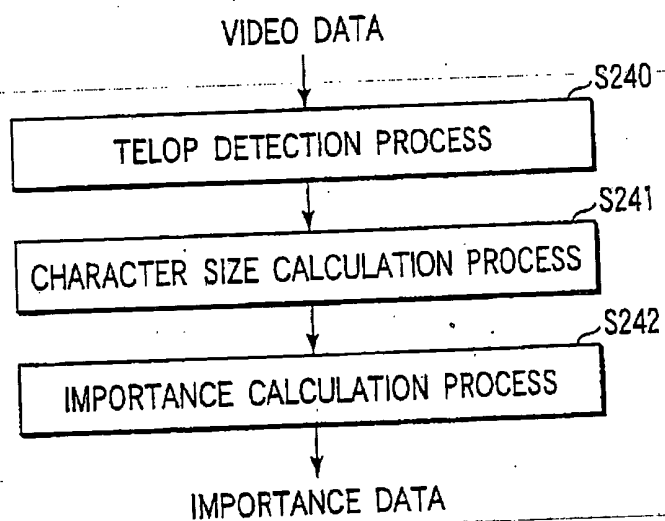 VIDEO DATA
S240
TELOP DETECTION PROCESS
S241
CHARACTER SIZE CALCULATION PROCESS
S242
IMPORTANCE CALCULATION PROCESS
IMPORTANCE DATA